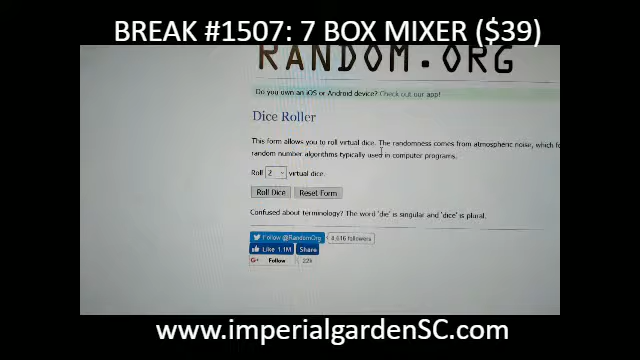 BREAK #1507: 7 BOX MIXER ($39)
RANDOM.ORG
Do you own an iOS or Android device? Check out our app!
Dice Roller
This form allows you to roll virtual dice. The randomness comes from atmospheric noise, which fo
random number algorithms typically used in computer programs.
Roll 2 virtual dice.
Roll Dice Reset Form
Confused about terminology? The word 'die' is singular and 'dice' is plural.
Follow @RandomOrg followers
Like 1.1M Share
G+ Follow 22k
www.imperialgardenSC.com